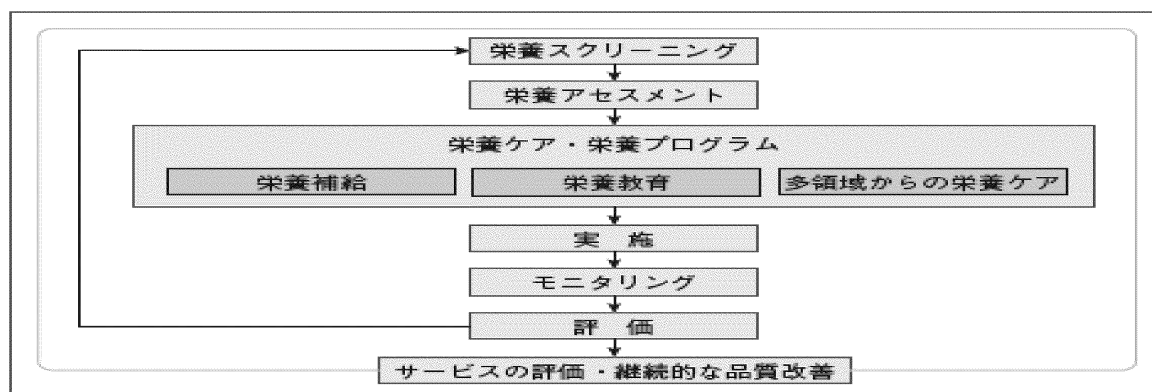 栄養スクリーニング
栄養アセスメント
栄養ケア・栄養プログラム
栄養補給 栄養教育 多領域からの栄養ケア
実 施
モニタリング
評 価
サービスの評価・継続的な品質改善